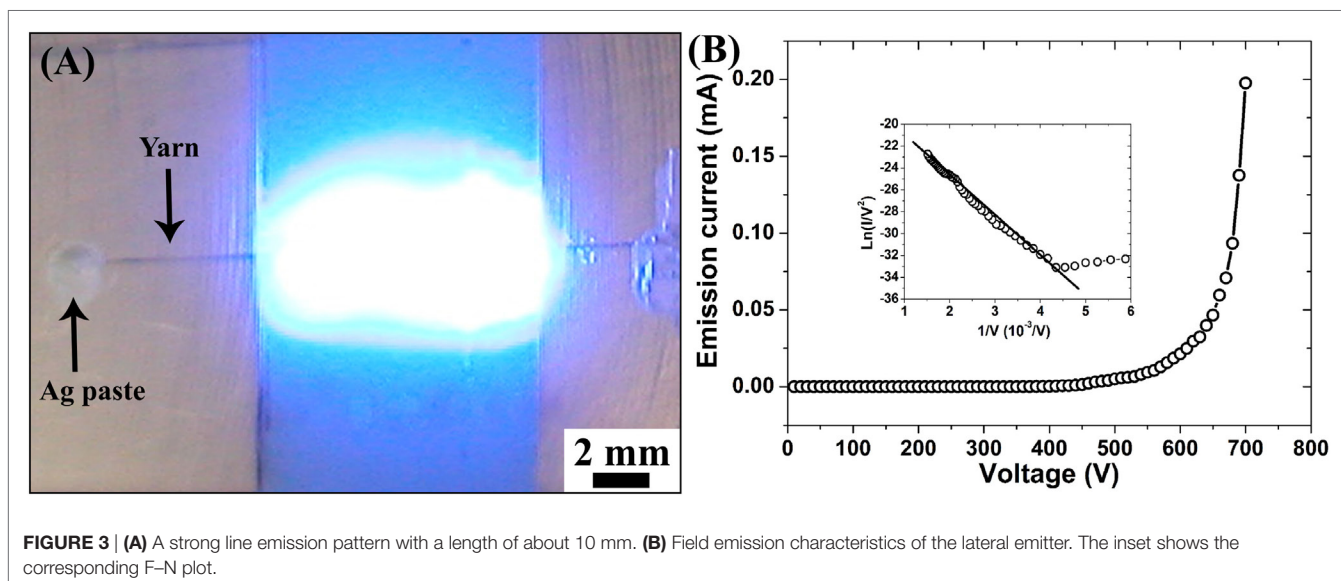 (A)
Yarn
Ag paste
2 mm
(B)
Emission current (mA)
0.20
0.15
0.10
0.05
0.00
0 100 200 300 400 500 600 700 800
Voltage (V)
Ln(I/V²)
-20
-22
-24
-26
-28
-30
-32
-34
-36
1 2 3 4 5 6
1/V (10⁻³/V)
FIGURE 3 | (A) A strong line emission pattern with a length of about 10 mm. (B) Field emission characteristics of the lateral emitter. The inset shows the
corresponding F–N plot.